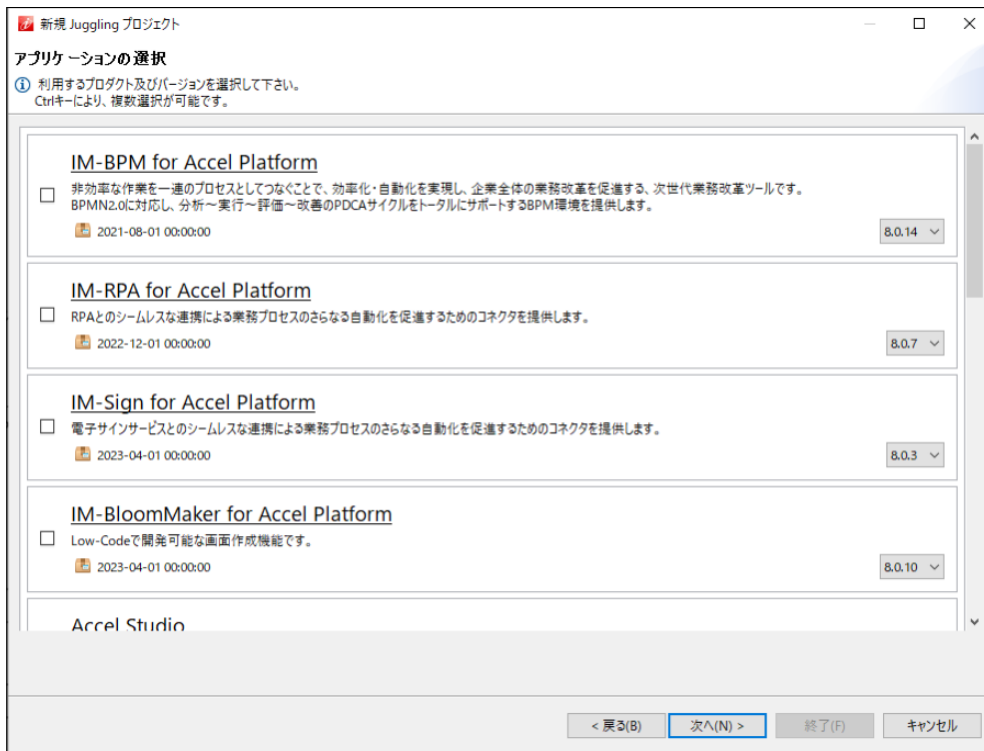 新規 Juggling プロジェクト
アプリケーションの選択
利用するプロダクト及びバージョンを選択して下さい。
Ctrlキーにより、複数選択が可能です。
IM-BPM for Accel Platform
非効率な作業を一連のプロセスとしてつなぐことで、効率化・自動化を実現し、企業全体の業務改革を促進する、次世代業務改革ツールです。
BPMN2.0に対応し、分析～実行～評価～改善のPDCAサイクルをトータルにサポートするBPM環境を提供します。
2021-08-01 00:00:00
8.0.14
IM-RPA for Accel Platform
RPAとのシームレスな連携による業務プロセスのさらなる自動化を促進するためのコネクタを提供します。
2022-12-01 00:00:00
8.0.7
IM-Sign for Accel Platform
電子サインサービスとのシームレスな連携による業務プロセスのさらなる自動化を促進するためのコネクタを提供します。
2023-04-01 00:00:00
8.0.3
IM-BloomMaker for Accel Platform
Low-Codeで開発可能な画面作成機能です。
2023-04-01 00:00:00
8.0.10
Accel Studio
< 戻る(B)
次へ(N) >
終了(F)
キャンセル